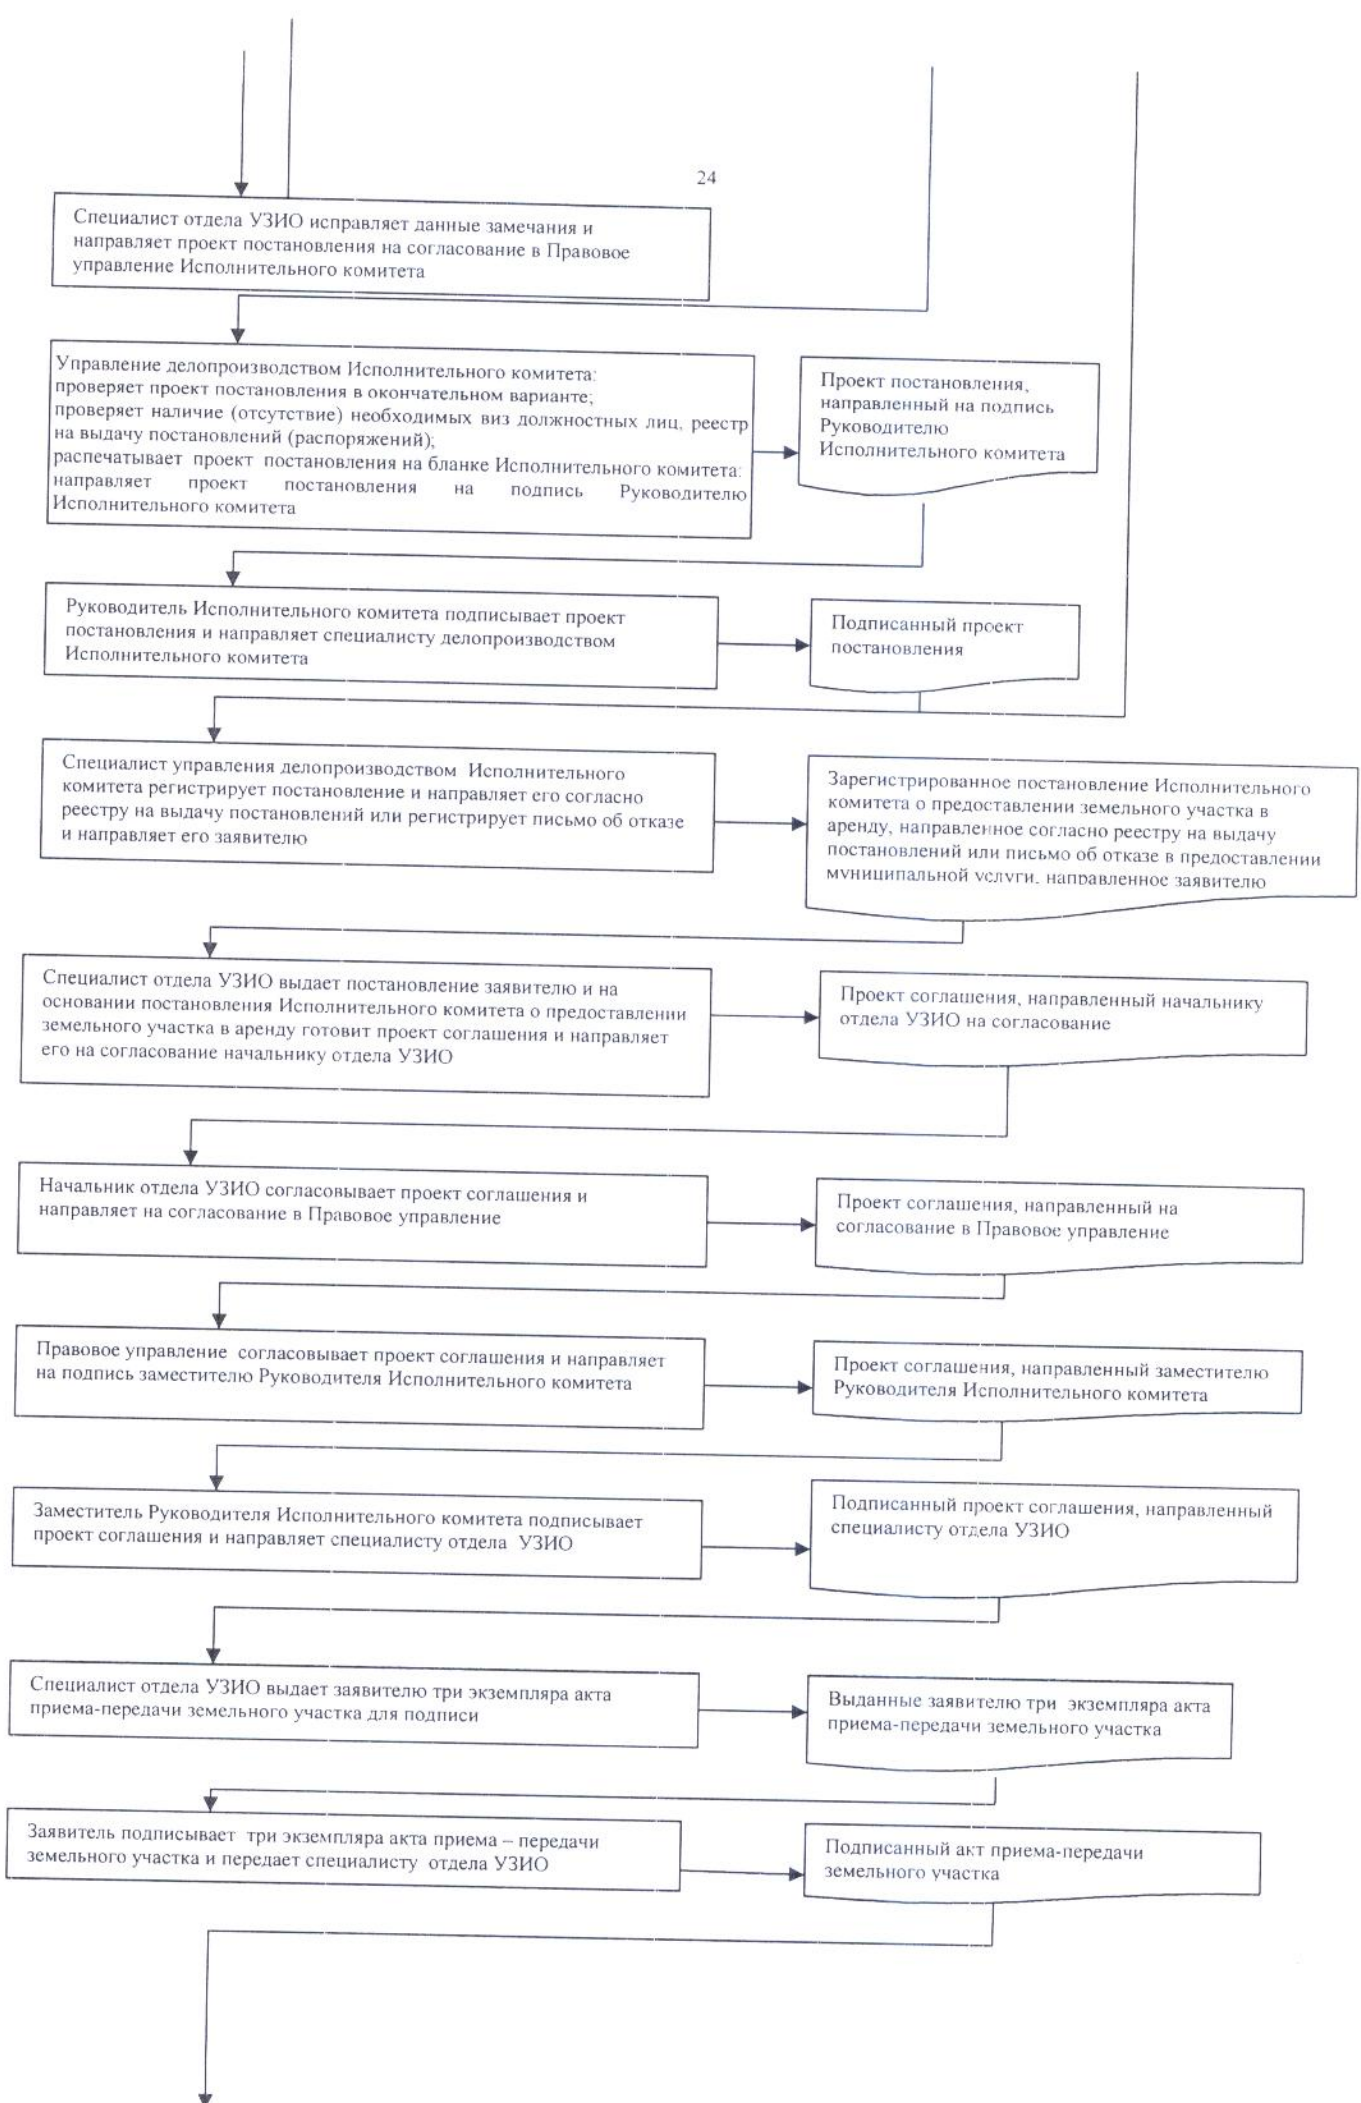 24
Специалист отдела УЗИО исправляет данные замечания и
направляет проект постановления на согласование в Правовое
управление Исполнительного комитета
Управление делопроизводством Исполнительного комитета:
проверяет проект постановления в окончательном варианте;
проверяет наличие (отсутствие) необходимых виз должностных лиц, реестр
на выдачу постановлений (распоряжений);
распечатывает проект постановления на бланке Исполнительного комитета:
направляет проект постановления на подпись Руководителю
Исполнительного комитета
Проект постановления,
направленный на подпись
Руководителю
Исполнительного комитета
Руководитель Исполнительного комитета подписывает проект
постановления и направляет специалисту делопроизводством
Исполнительного комитета
Подписанный проект
постановления
Специалист управления делопроизводством Исполнительного
комитета регистрирует постановление и направляет его согласно
реестру на выдачу постановлений или регистрирует письмо об отказе
и направляет его заявителю
Зарегистрированное постановление Исполнительного
комитета о предоставлении земельного участка в
аренду, направленное согласно реестру на выдачу
постановлений или письмо об отказе в предоставлении
муниципальной услуги, направленное заявителю
Специалист отдела УЗИО выдает постановление заявителю и на
основании постановления Исполнительного комитета о предоставлении
земельного участка в аренду готовит проект соглашения и направляет
его на согласование начальнику отдела УЗИО
Проект соглашения, направленный начальнику
отдела УЗИО на согласование
Начальник отдела УЗИО согласовывает проект соглашения и
направляет на согласование в Правовое управление
Проект соглашения, направленный на
согласование в Правовое управление
Правовое управление согласовывает проект соглашения и направляет
на подпись заместителю Руководителя Исполнительного комитета
Проект соглашения, направленный заместителю
Руководителя Исполнительного комитета
Заместитель Руководителя Исполнительного комитета подписывает
проект соглашения и направляет специалисту отдела УЗИО
Подписанный проект соглашения, направленный
специалисту отдела УЗИО
Специалист отдела УЗИО выдает заявителю три экземпляра акта
приема-передачи земельного участка для подписи
Выданные заявителю три экземпляра акта
приема-передачи земельного участка
Заявитель подписывает три экземпляра акта приема – передачи
земельного участка и передает специалисту отдела УЗИО
Подписанный акт приема-передачи
земельного участка